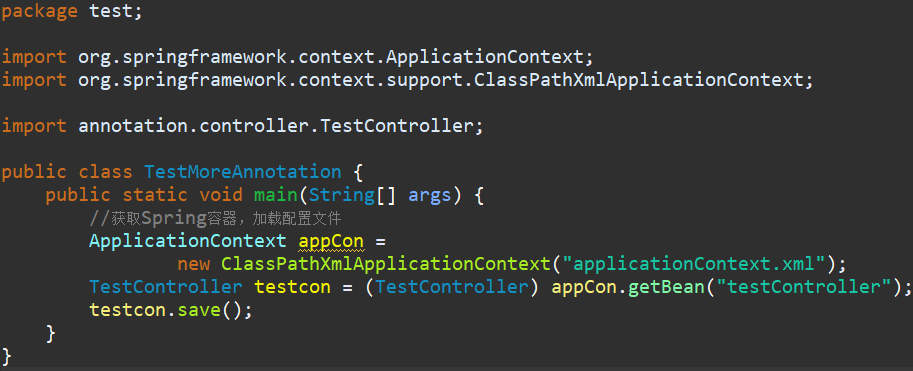 package test;
import org.springframework.context.ApplicationContext;
import org.springframework.context.support.ClassPathXmlApplicationContext;
import annotation.controller.TestController;
public class TestMoreAnnotation {
    public static void main(String[] args) {
        //获取Spring容器，加载配置文件
        ApplicationContext appCon =
                new ClassPathXmlApplicationContext("applicationContext.xml");
        TestController testcon = (TestController) appCon.getBean("testController");
        testcon.save();
    }
}